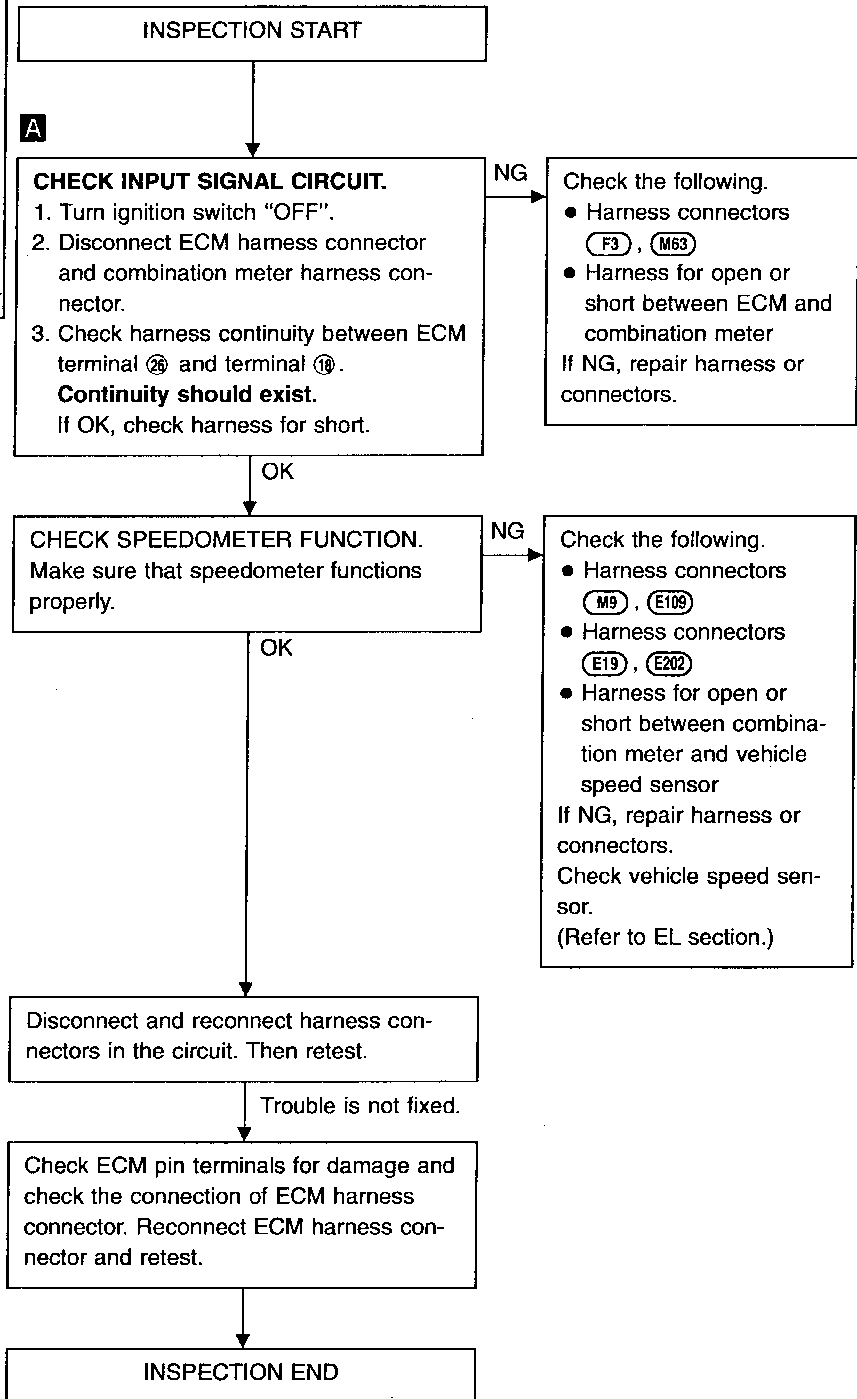 INSPECTION START
A
CHECK INPUT SIGNAL CIRCUIT.
1. Turn ignition switch “OFF”.
2. Disconnect ECM harness connector
and combination meter harness con-
nector.
3. Check harness continuity between ECM
terminal ㉖ and terminal ⑱.
Continuity should exist.
If OK, check harness for short.
NG
Check the following.
● Harness connectors
F3 , M63
● Harness for open or
short between ECM and
combination meter
If NG, repair harness or
connectors.
OK
CHECK SPEEDOMETER FUNCTION.
Make sure that speedometer functions
properly.
NG
Check the following.
● Harness connectors
M9 , E109
● Harness connectors
E19 , E202
● Harness for open or
short between combina-
tion meter and vehicle
speed sensor
If NG, repair harness or
connectors.
Check vehicle speed sen-
sor.
(Refer to EL section.)
OK
Disconnect and reconnect harness con-
nectors in the circuit. Then retest.
Trouble is not fixed.
Check ECM pin terminals for damage and
check the connection of ECM harness
connector. Reconnect ECM harness con-
nector and retest.
INSPECTION END